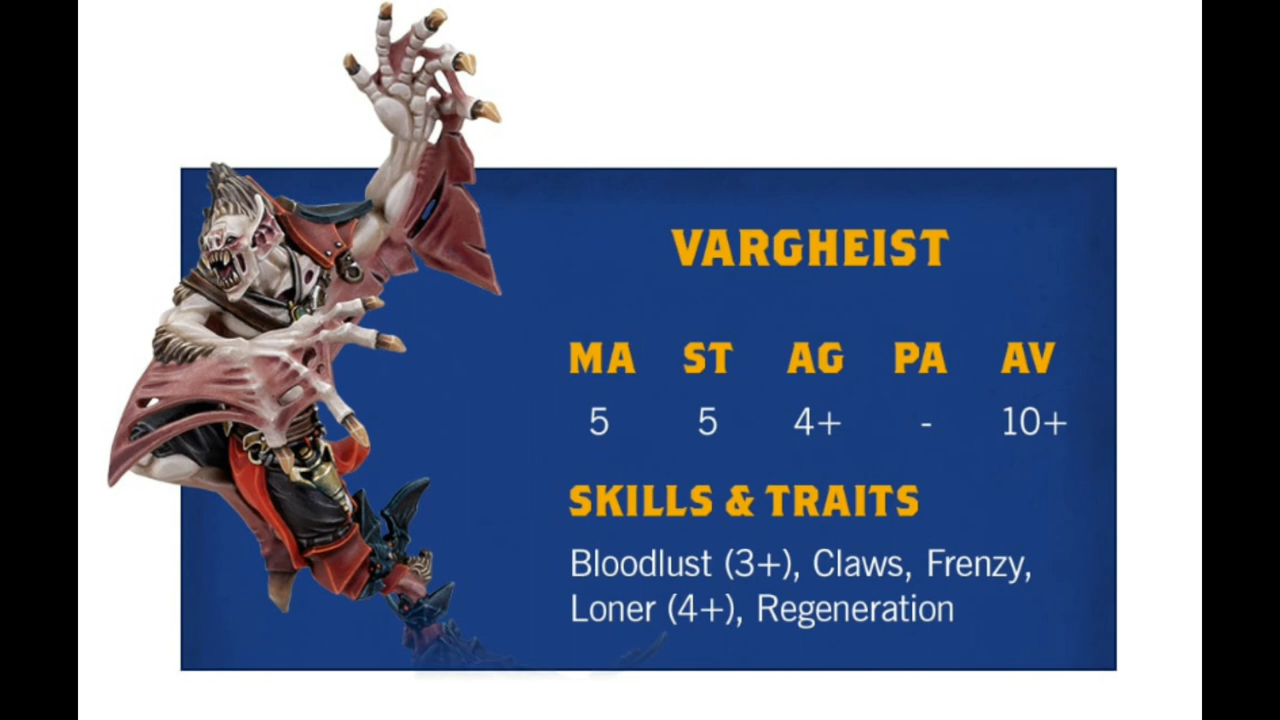 VARGHEIST
MA ST AG PA AV
5 5 4+ - 10+
SKILLS & TRAITS
Bloodlust (3+), Claws, Frenzy,
Loner (4+), Regeneration